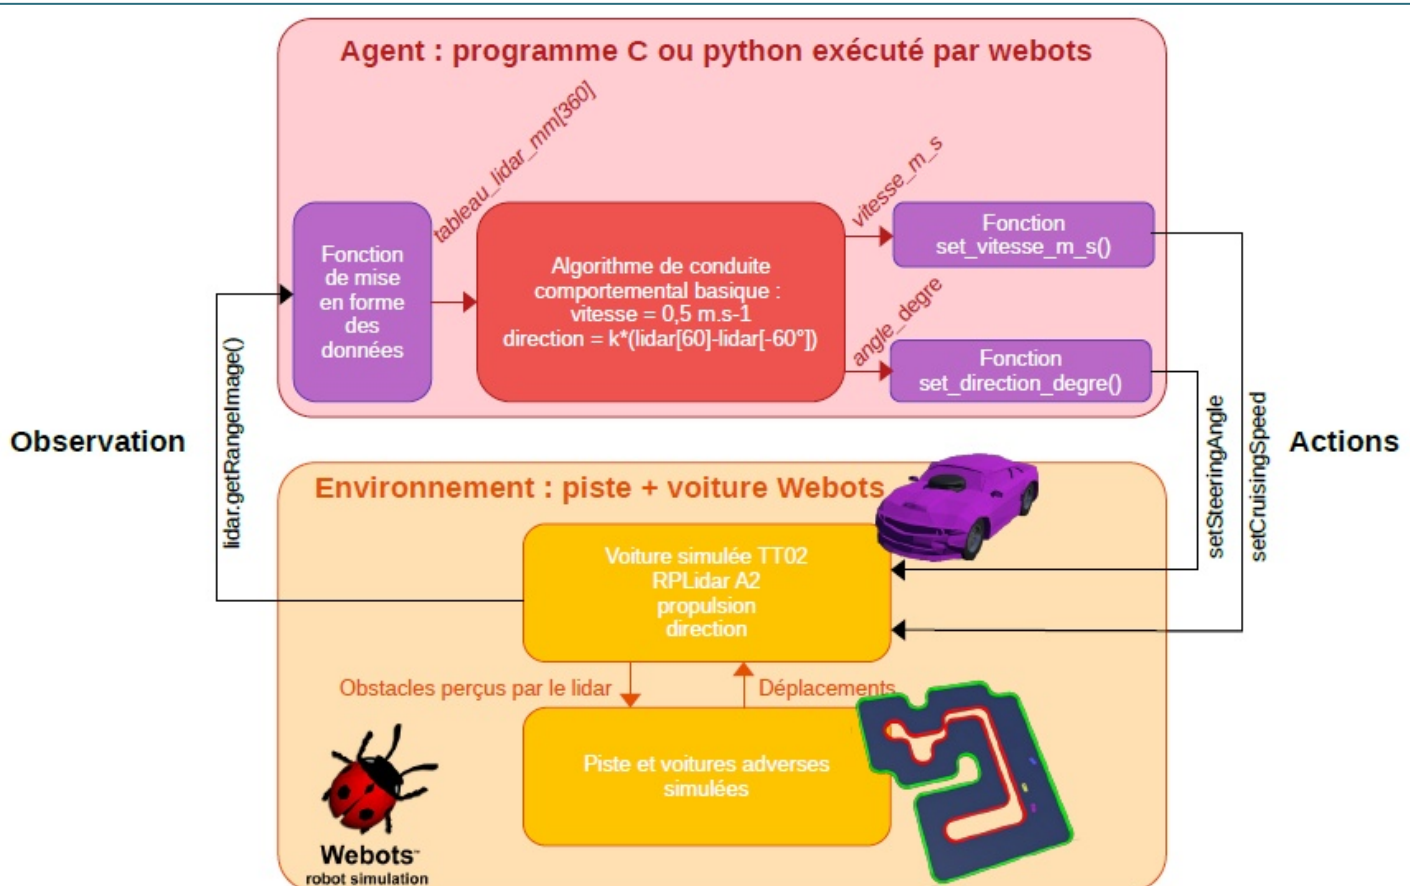 Agent : programme C ou python exécuté par webots
tableau_lidar_mm[360]
vitesse_m_s
Fonction
de mise
en forme
des
données
Algorithme de conduite
comportemental basique :
vitesse = 0,5 m.s-1
direction = k*(lidar[60]-lidar[-60°])
Fonction
set_vitesse_m_s()
angle_degre
Fonction
set_direction_degre()
Observation
lidar.getRangeImage()
setSteeringAngle
setCruisingSpeed
Actions
Environnement : piste + voiture Webots
Voiture simulée TT02
RPLidar A2
propulsion
direction
Obstacles perçus par le lidar
Déplacements
Piste et voitures adverses
simulées
Webots™
robot simulation